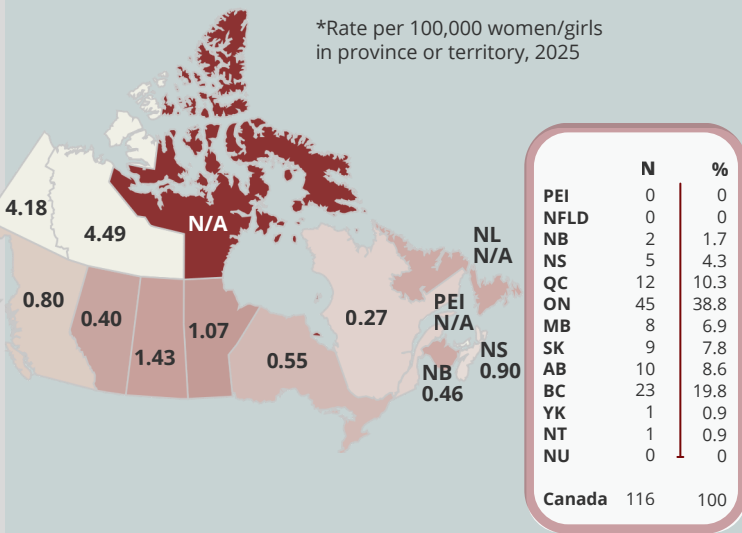 *Rate per 100,000 women/girls
in province or territory, 2025
4.18
4.49
N/A
NL
N/A
0.80
0.40
1.43
1.07
0.55
0.27
PEI
N/A
NS
0.90
NB
0.46
N %
PEI 0 0
NFLD 0 0
NB 2 1.7
NS 5 4.3
QC 12 10.3
ON 45 38.8
MB 8 6.9
SK 9 7.8
AB 10 8.6
BC 23 19.8
YK 1 0.9
NT 1 0.9
NU 0 0
Canada 116 100